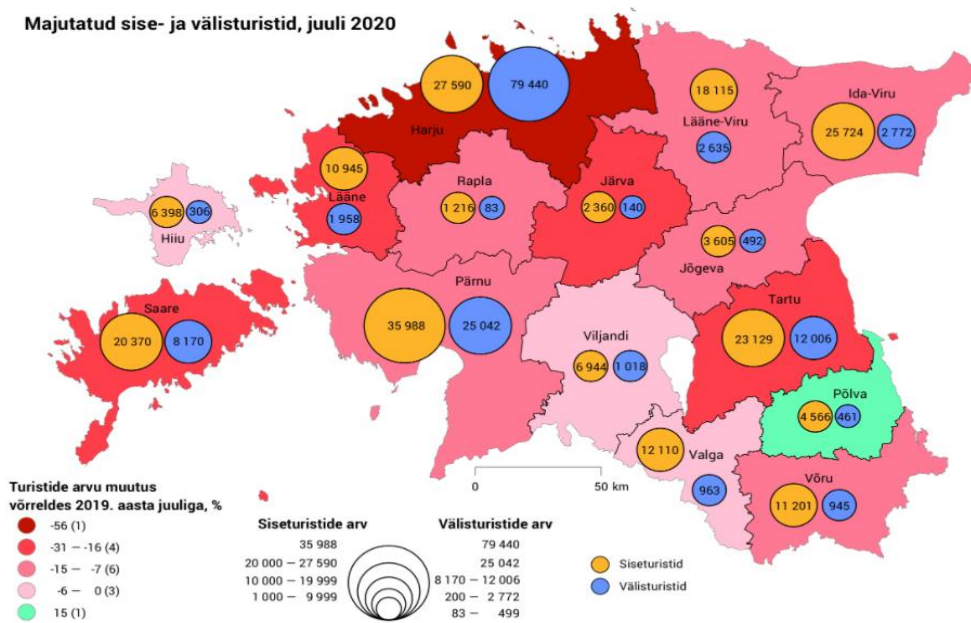 Majutatud sise- ja välisturistid, juuli 2020
27 590
79 440
Harju
18 115
Lääne-Viru
2 635
Ida-Viru
25 724
2 772
10 945
Lääne
1 958
Rapla
1 216
83
Järva
2 360
140
6 398
306
Hiiu
3 605
492
Jõgeva
Saare
20 370
8 170
Pärnu
35 988
25 042
Viljandi
6 944
1 018
Tartu
23 129
12 006
Põlva
4 566
461
12 110
Valga
963
Võru
11 201
945
0
50 km
Turistide arvu muutus
võrreldes 2019. aasta juuliga, %
-56 (1)
-31 – -16 (4)
-15 – -7 (6)
-6 – 0 (3)
15 (1)
Siseturistide arv
35 988
20 000 – 27 590
10 000 – 19 999
1 000 – 9 999
Välisturistide arv
79 440
25 042
8 170 – 12 006
200 – 2 772
83 – 499
Siseturistid
Välisturistid